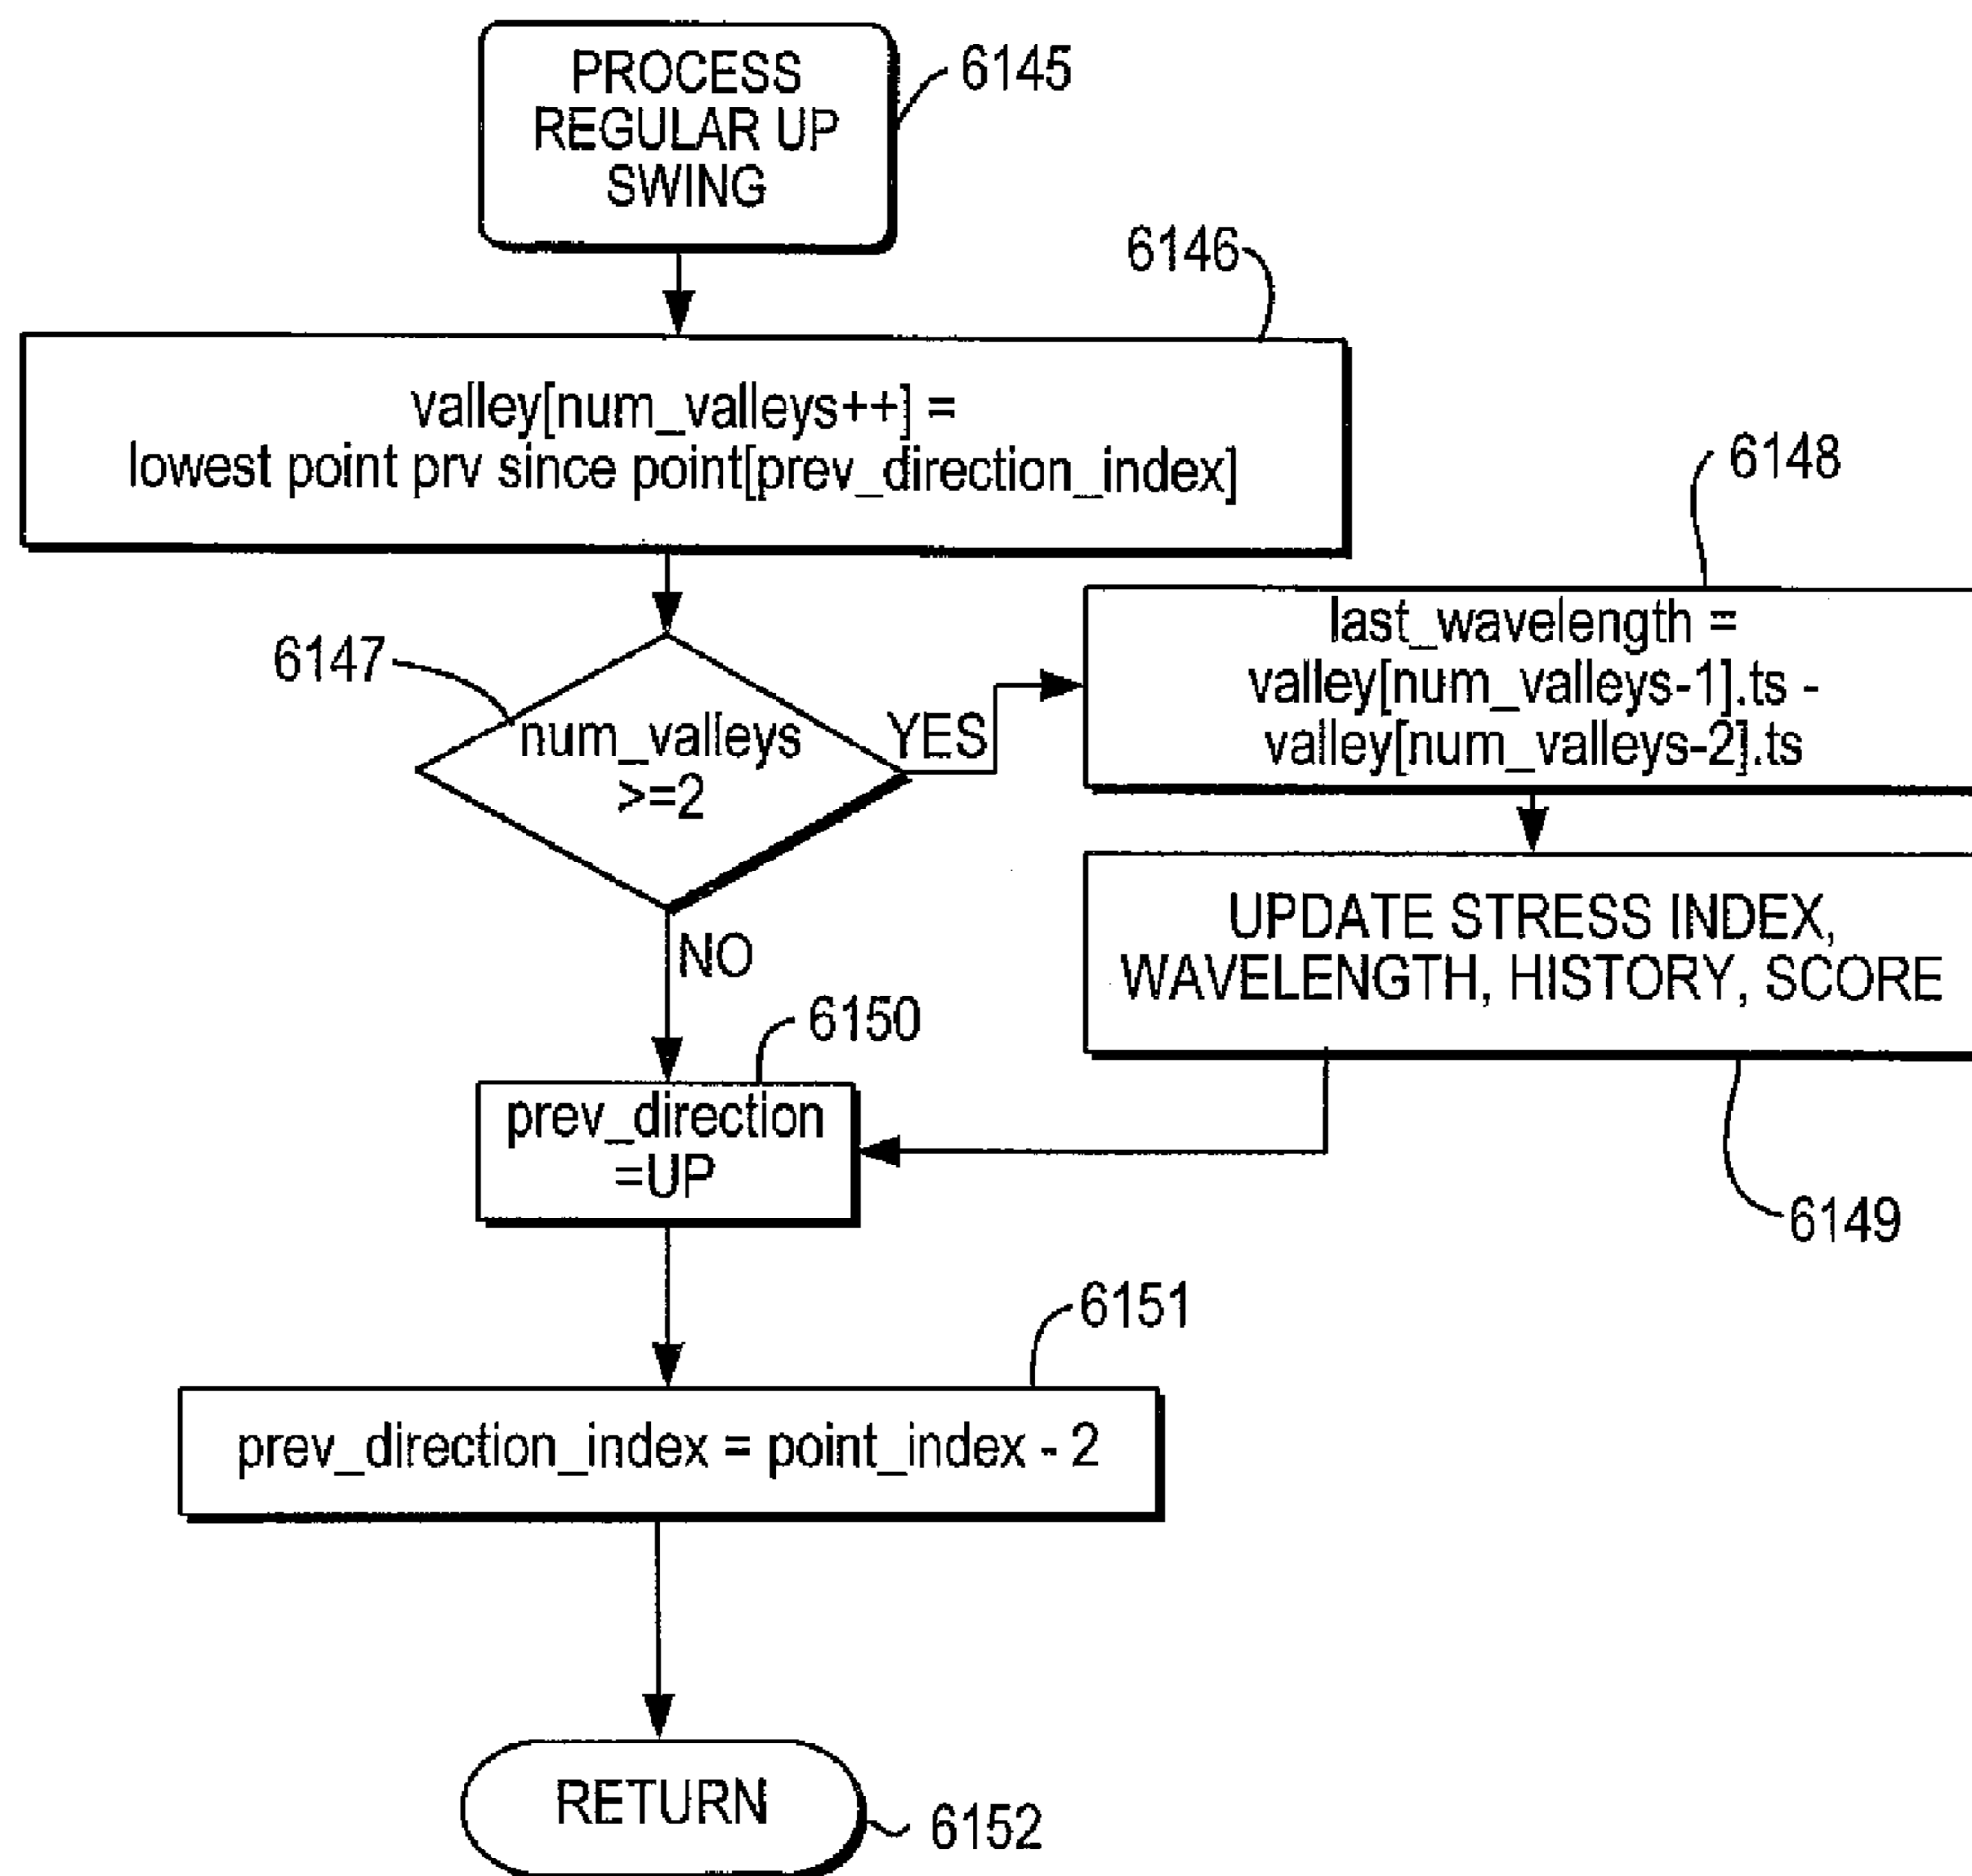 PROCESS
REGULAR UP
SWING
6145
6146
valley[num_valleys++] =
lowest point prv since point[prev_direction_index]
6147
num_valleys
>=2
YES
NO
6148
last_wavelength =
valley[num_valleys-1].ts -
valley[num_valleys-2].ts
UPDATE STRESS INDEX,
WAVELENGTH, HISTORY, SCORE
6149
6150
prev_direction
=UP
6151
prev_direction_index = point_index - 2
RETURN
6152